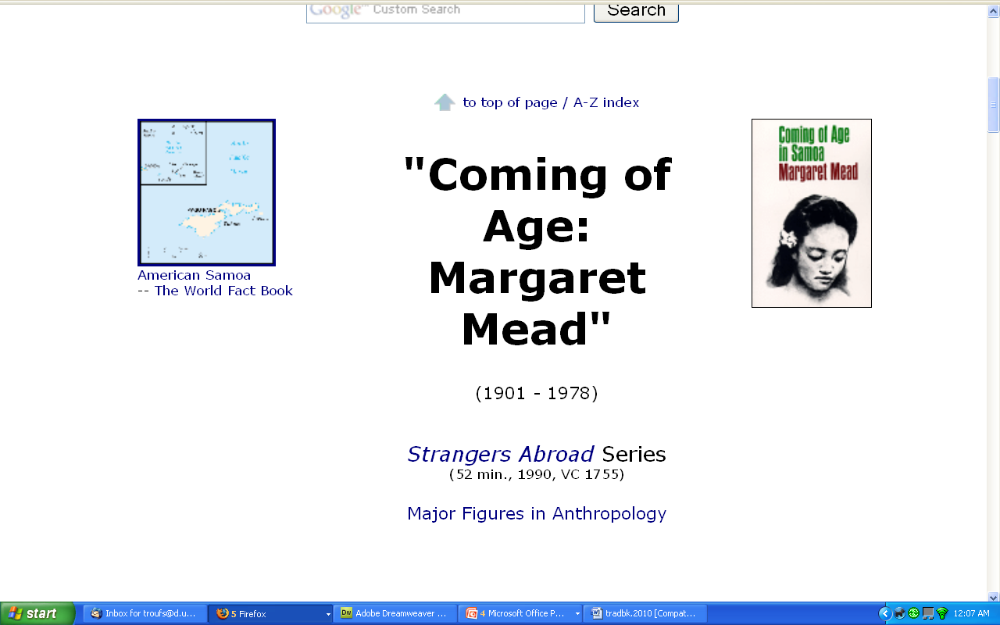 Google™ Custom Search
Search
to top of page / A-Z index
"Coming of
Age:
Margaret
Mead"
(1901 - 1978)
Strangers Abroad Series
(52 min., 1990, VC 1755)
Major Figures in Anthropology
American Samoa
-- The World Fact Book
Coming of Age
in Samoa
Margaret Mead
start
Inbox for troufs@d.u...
5 Firefox
Adobe Dreamweaver ...
4 Microsoft Office P...
tradbk.2010 [Compat...
12:07 AM